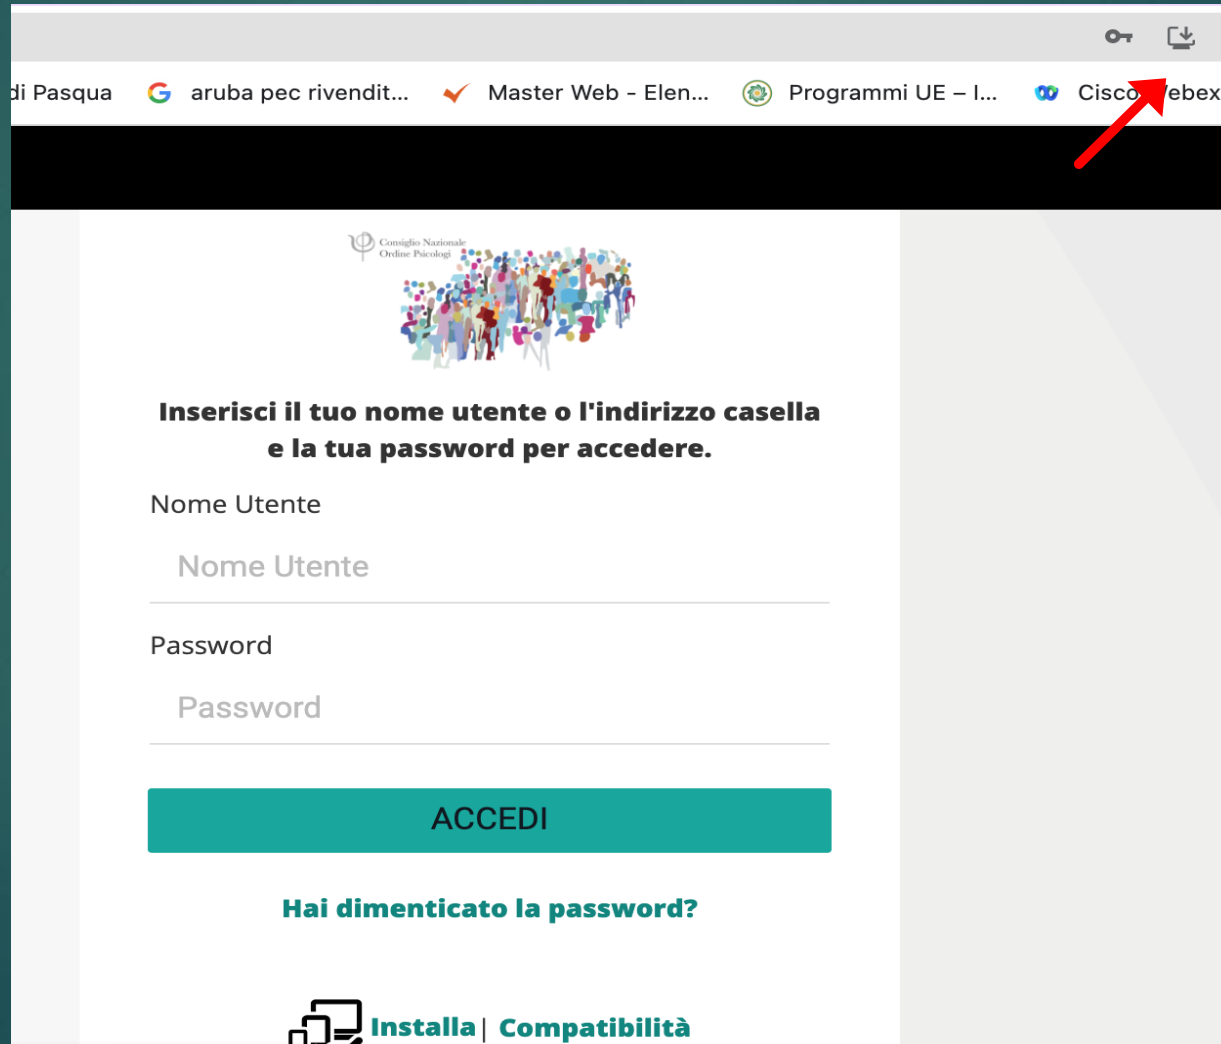 di Pasqua aruba pec rivendit... Master Web - Elen... Programmi UE – I... Cisco Webex
Consiglio Nazionale
Ordine Psicologi
Inserisci il tuo nome utente o l'indirizzo casella
e la tua password per accedere.
Nome Utente
Nome Utente
Password
Password
ACCEDI
Hai dimenticato la password?
Installa| Compatibilità